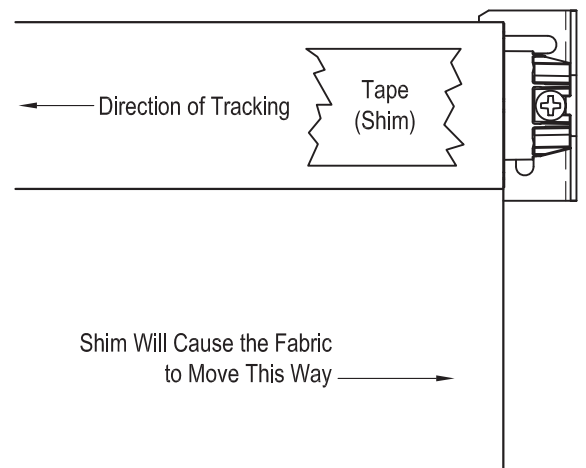 Direction of Tracking
Tape
(Shim)
Shim Will Cause the Fabric
to Move This Way